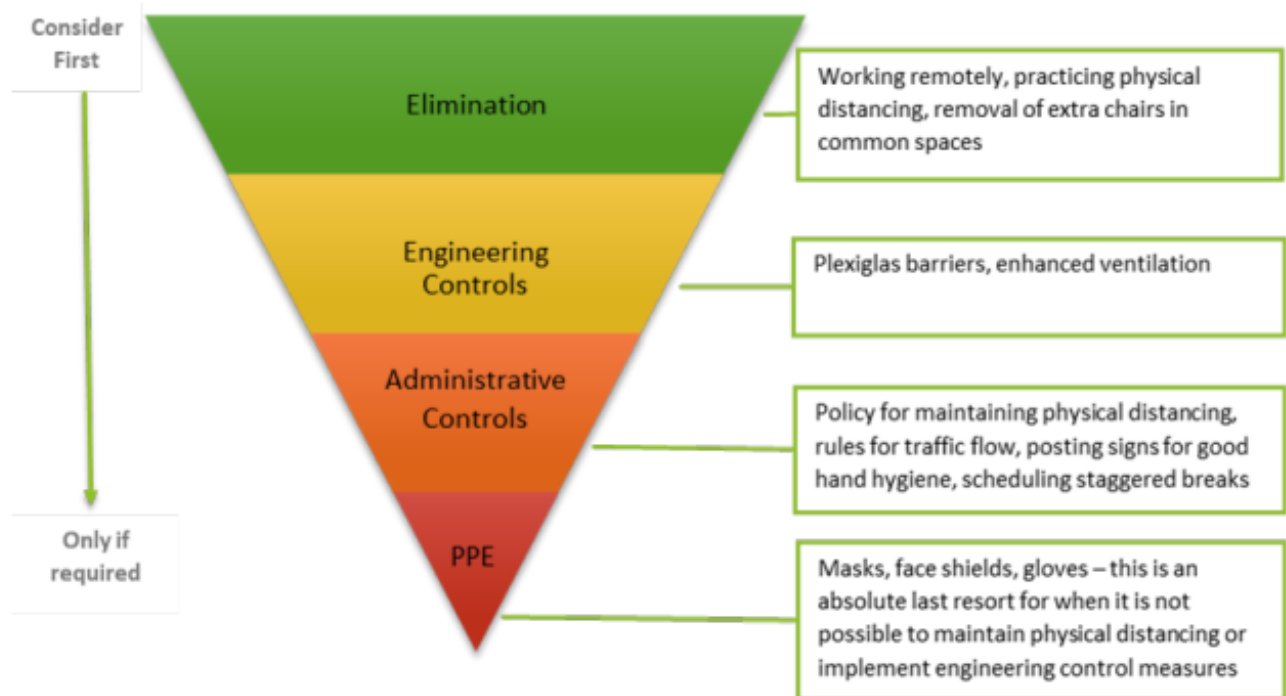 Consider
First
Elimination
Working remotely, practicing physical
distancing, removal of extra chairs in
common spaces
Engineering
Controls
Plexiglas barriers, enhanced ventilation
Administrative
Controls
Policy for maintaining physical distancing,
rules for traffic flow, posting signs for good
hand hygiene, scheduling staggered breaks
Only if
required
PPE
Masks, face shields, gloves – this is an
absolute last resort for when it is not
possible to maintain physical distancing or
implement engineering control measures